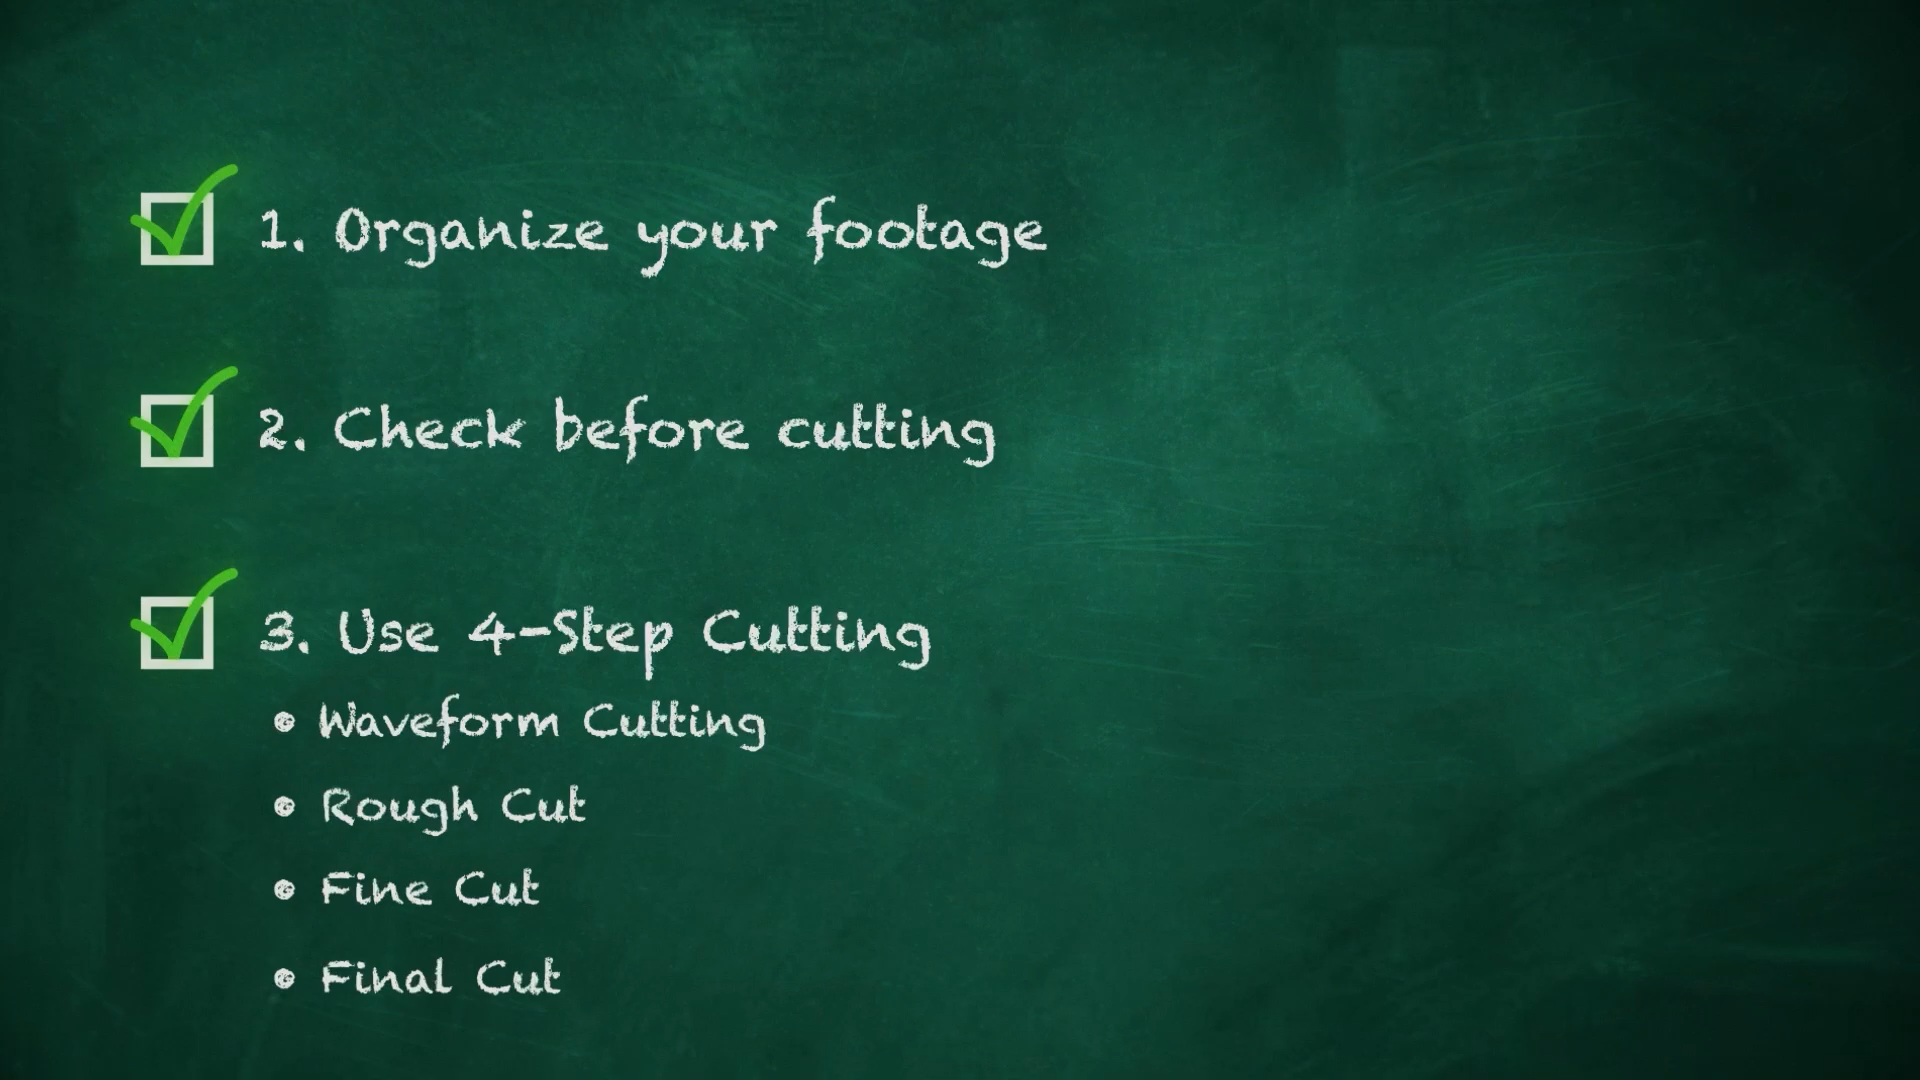 1. Organize your footage
2. Check before cutting
3. Use 4-Step Cutting
• Waveform Cutting
• Rough Cut
• Fine Cut
• Final Cut